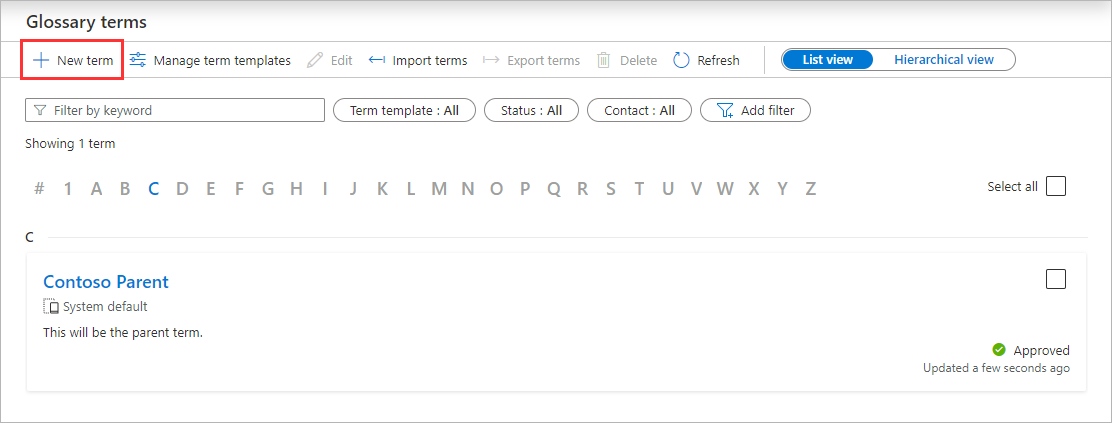 Glossary terms
New term Manage term templates Edit Import terms Export terms Delete Refresh List view Hierarchical view
Filter by keyword Term template : All Status : All Contact : All Add filter
Showing 1 term
# 1 A B C D E F G H I J K L M N O P Q R S T U V W X Y Z Select all
C
Contoso Parent
System default
This will be the parent term.
Approved
Updated a few seconds ago